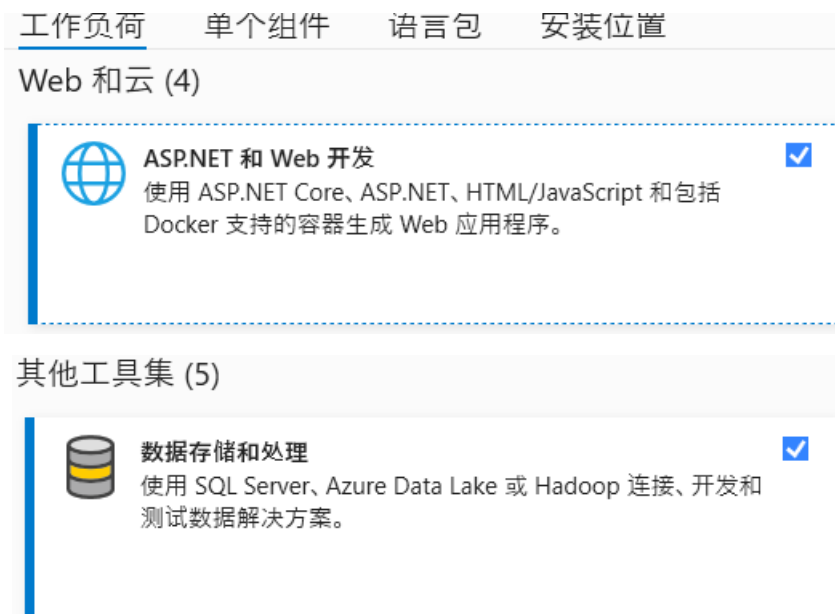 工作负荷 单个组件 语言包 安装位置
Web 和云 (4)
ASP.NET 和 Web 开发
使用 ASP.NET Core、ASP.NET、HTML/JavaScript 和包括
Docker 支持的容器生成 Web 应用程序。
其他工具集 (5)
数据存储和处理
使用 SQL Server、Azure Data Lake 或 Hadoop 连接、开发和
测试数据解决方案。